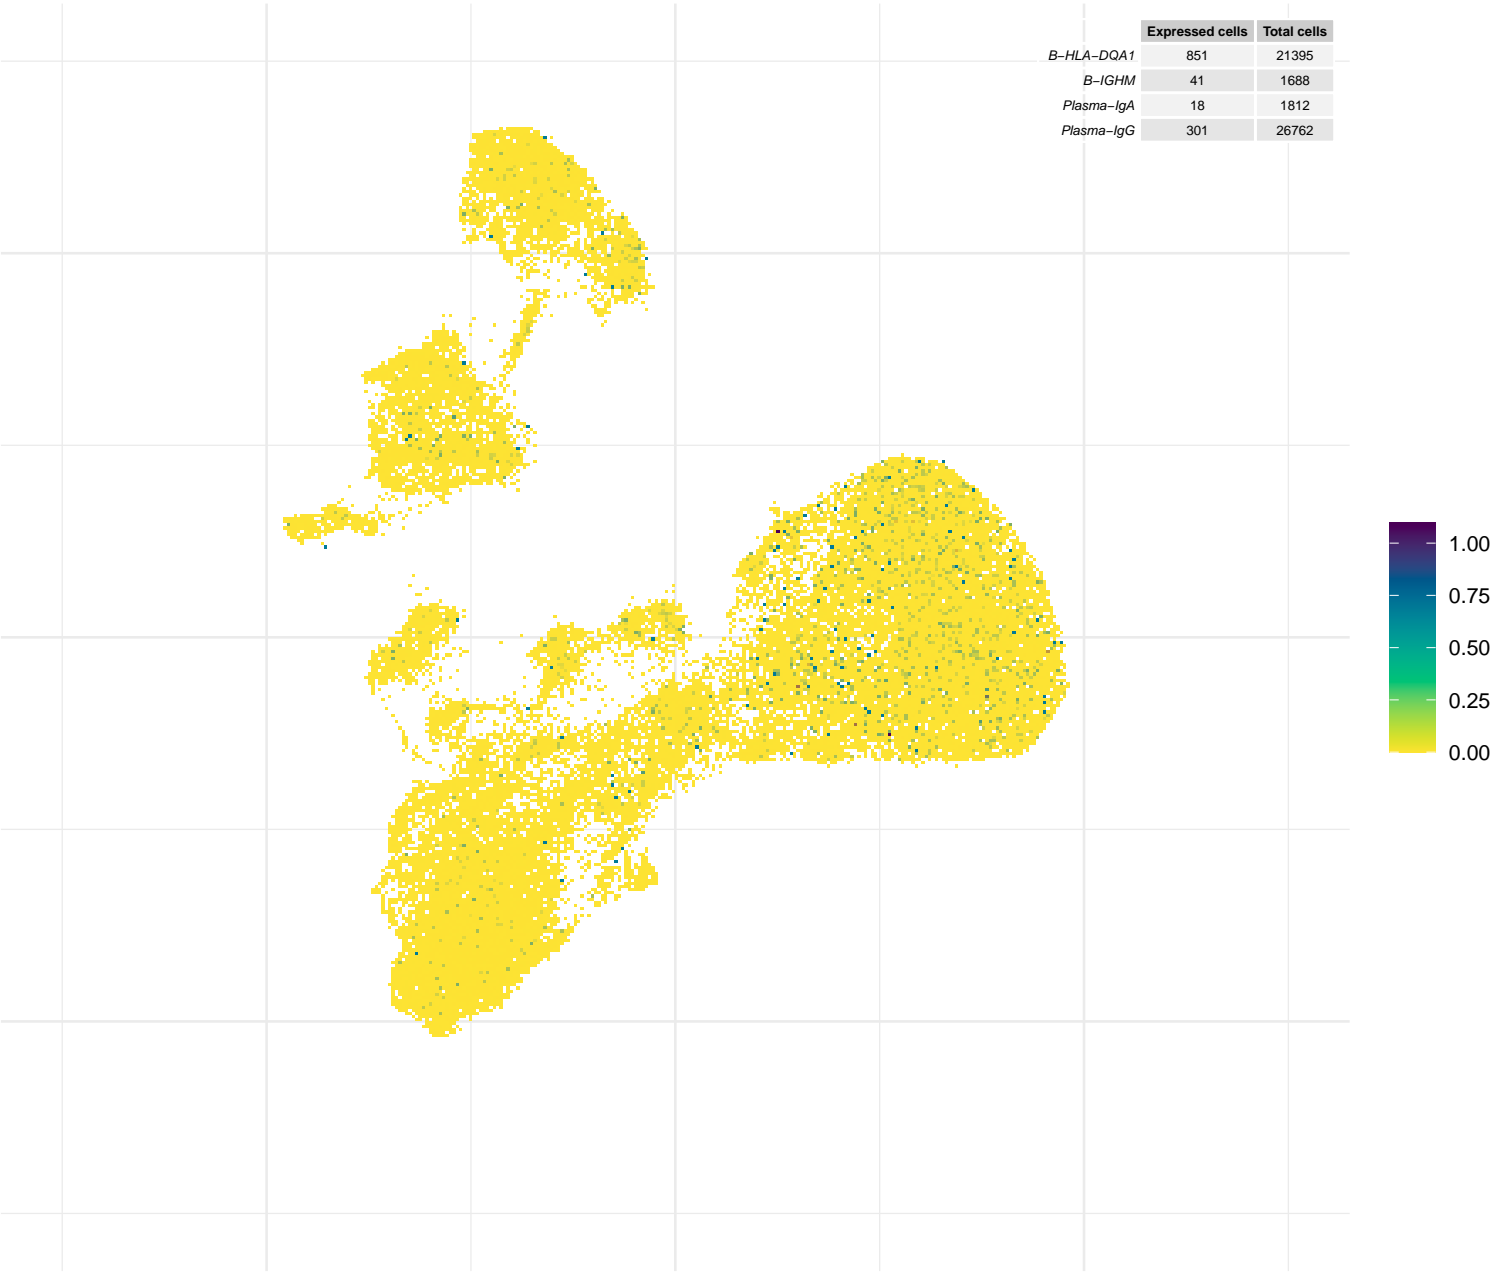 Expressed cells Total cells
B−HLA−DQA1 851 21395
B−IGHM 41 1688
Plasma−IgA 18 1812
Plasma−IgG 301 26762
1.00
0.75
0.50
0.25
0.00